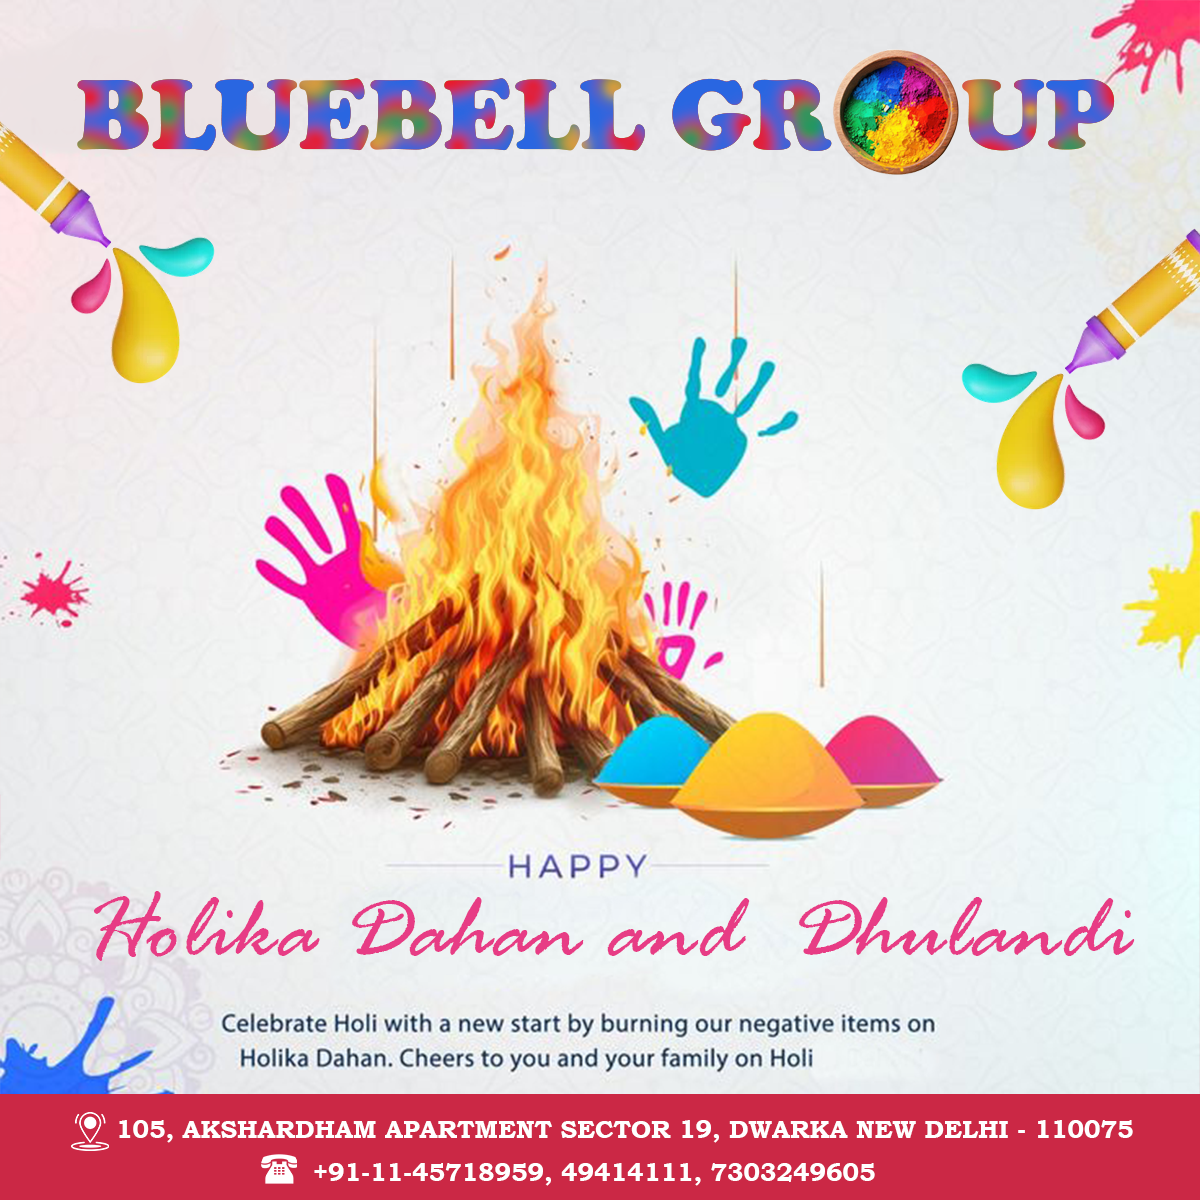 BLUEBELL GROUP
HAPPY
Holika Dahan and Dhulandi
Celebrate Holi with a new start by burning our negative items on
Holika Dahan. Cheers to you and your family on Holi
105, AKSHARDHAM APARTMENT SECTOR 19, DWARKA NEW DELHI - 110075
+91-11-45718959, 49414111, 7303249605